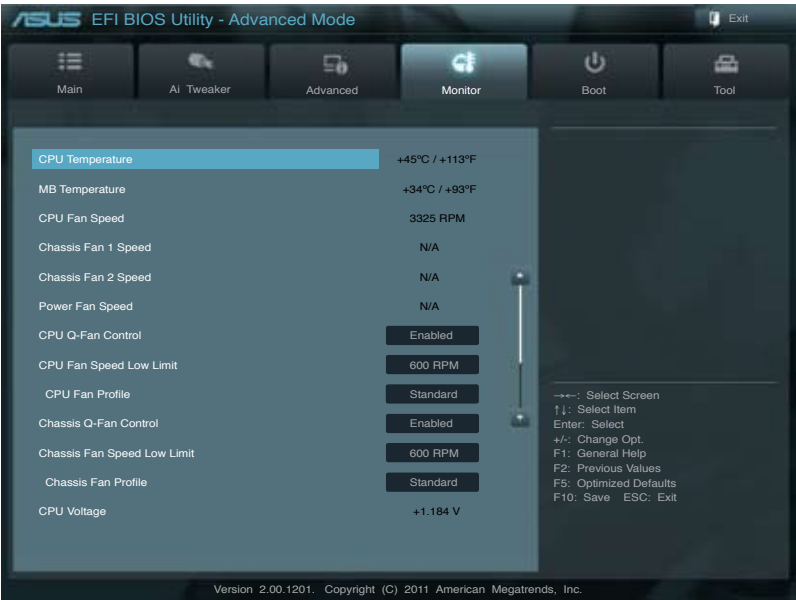 ASUS EFI BIOS Utility - Advanced Mode
Exit
Main
Ai Tweaker
Advanced
Monitor
Boot
Tool
CPU Temperature +45ºC / +113ºF
MB Temperature +34ºC / +93ºF
CPU Fan Speed 3325 RPM
Chassis Fan 1 Speed N/A
Chassis Fan 2 Speed N/A
Power Fan Speed N/A
CPU Q-Fan Control Enabled
CPU Fan Speed Low Limit 600 RPM
CPU Fan Profile Standard
Chassis Q-Fan Control Enabled
Chassis Fan Speed Low Limit 600 RPM
Chassis Fan Profile Standard
CPU Voltage +1.184 V
→←: Select Screen
↑↓: Select Item
Enter: Select
+/-: Change Opt.
F1: General Help
F2: Previous Values
F5: Optimized Defaults
F10: Save ESC: Exit
Version 2.00.1201. Copyright (C) 2011 American Megatrends, Inc.